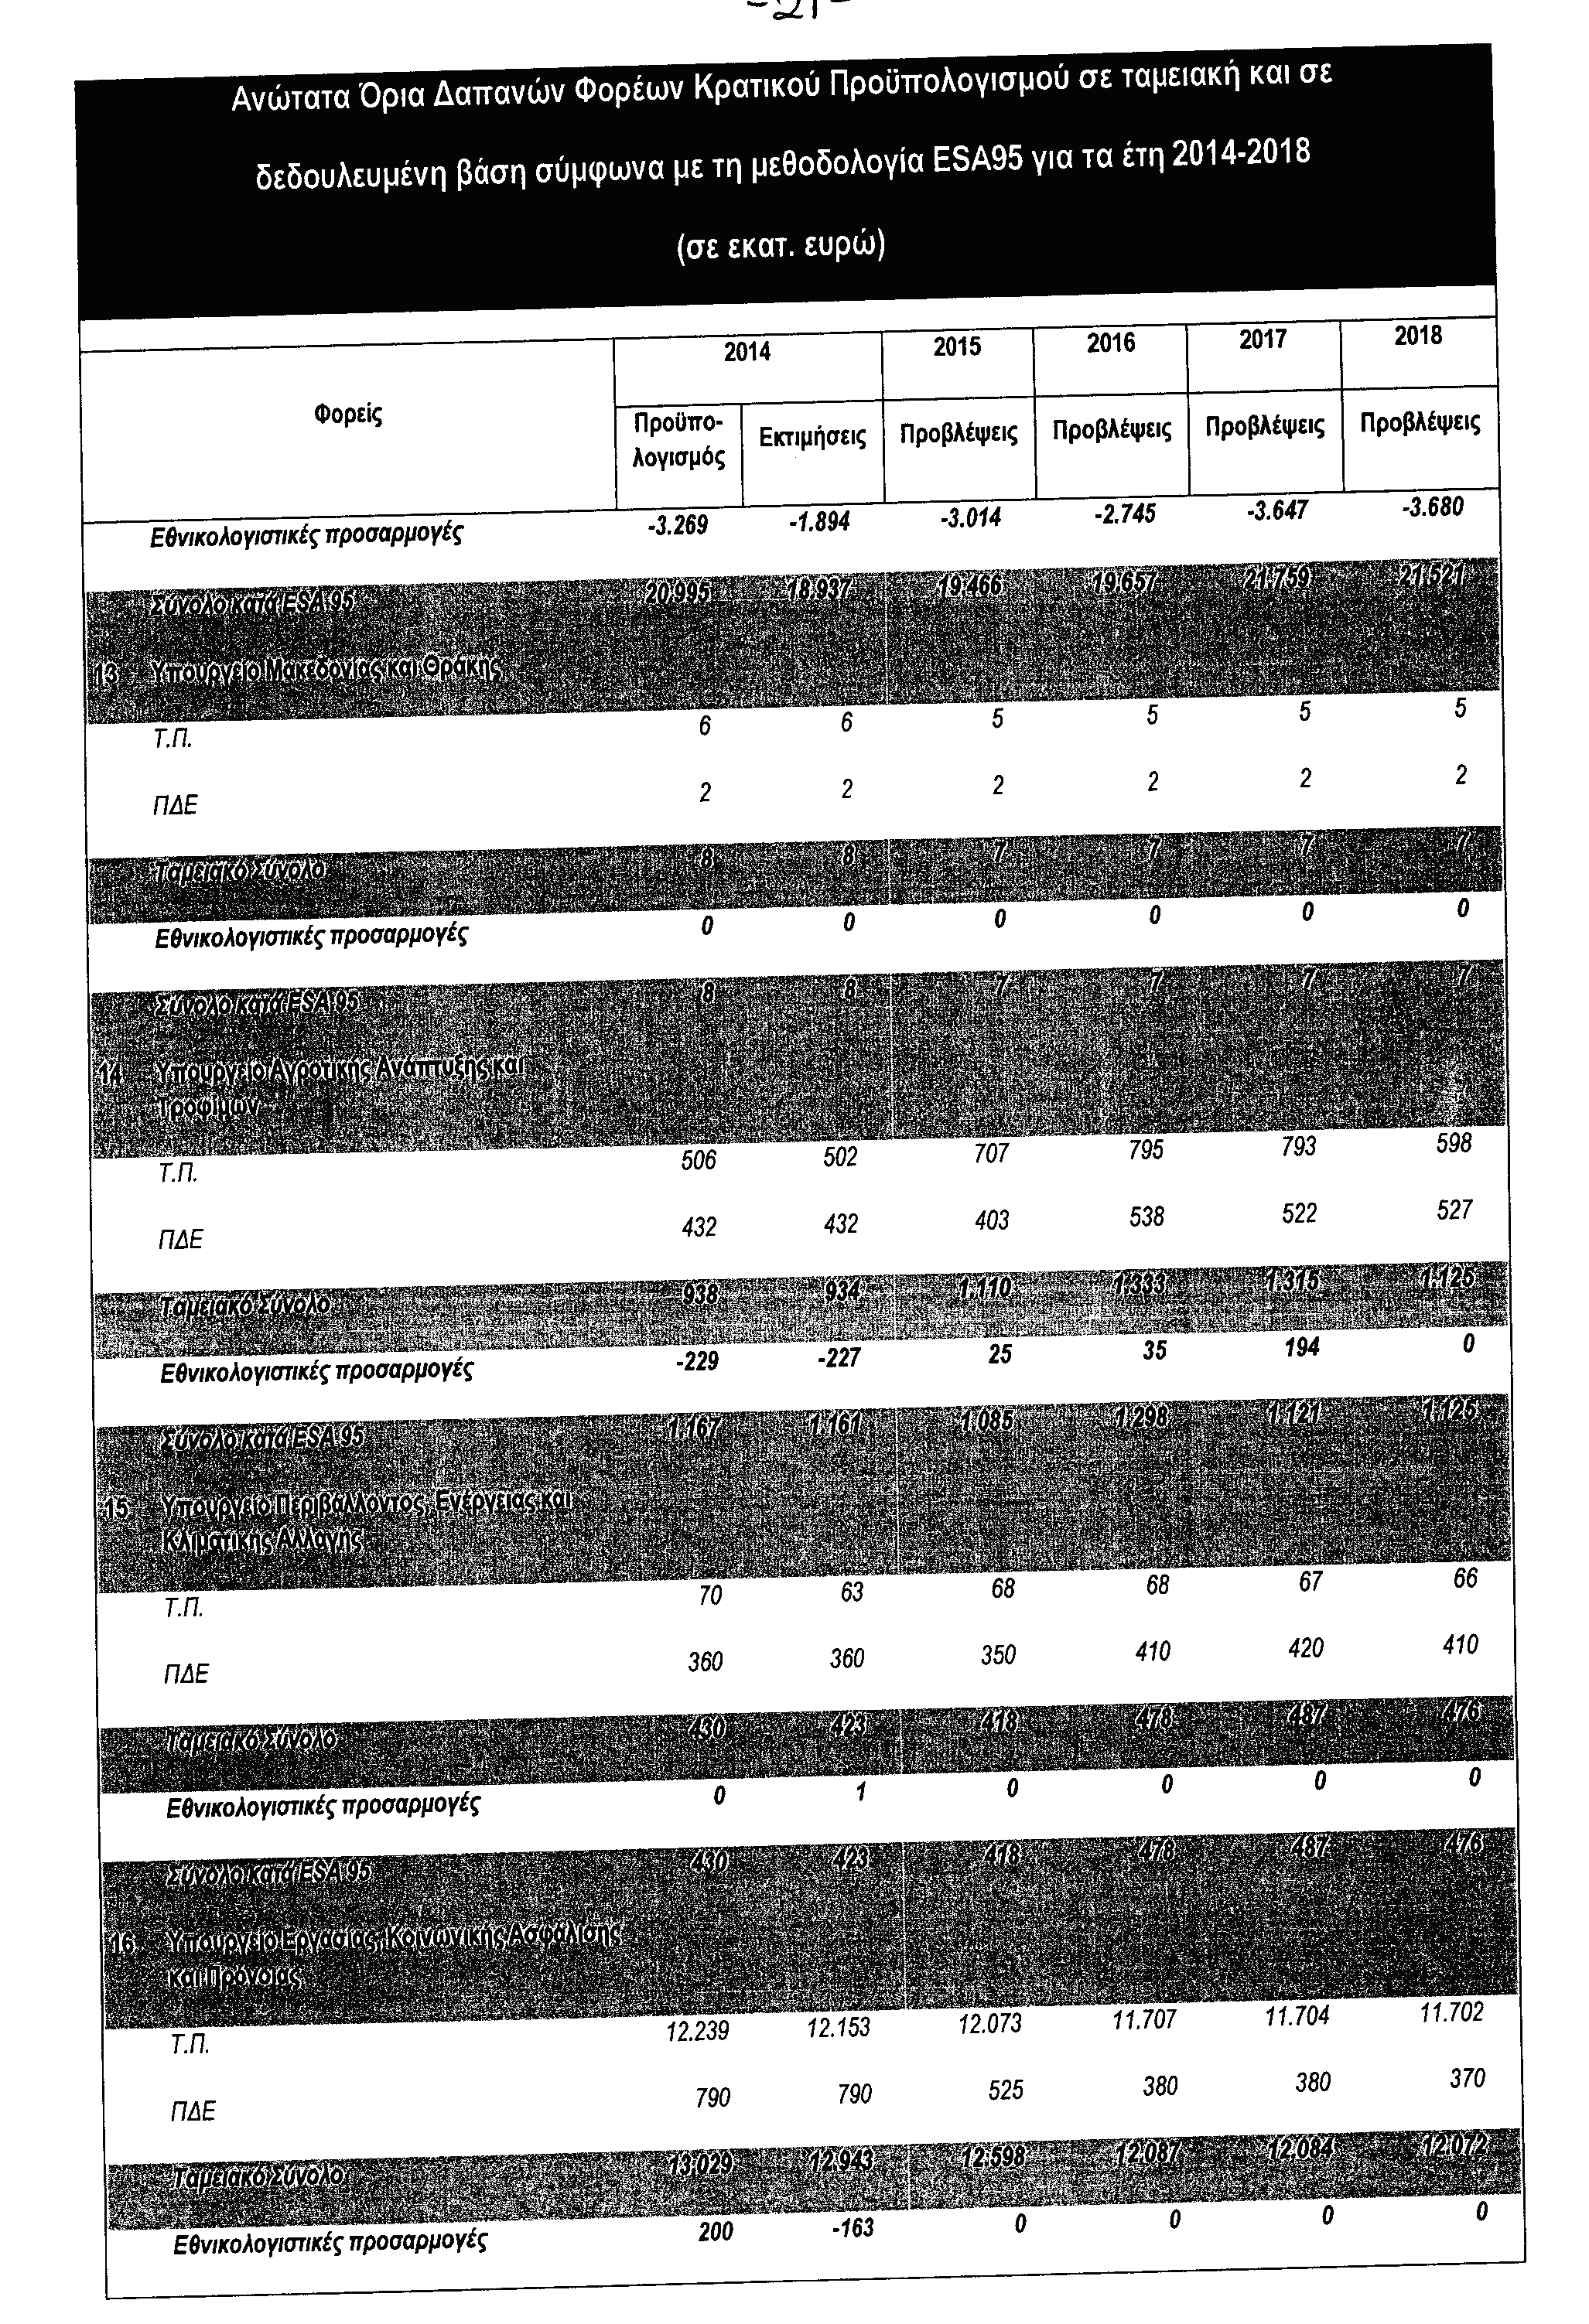 -21-
Ανώτατα Όρια Δαπανών Φορέων Κρατικού Προϋπολογισμού σε ταμειακή και σε
δεδουλευμένη βάση σύμφωνα με τη μεθοδολογία ESA95 για τα έτη 2014-2018
(σε εκατ. ευρώ)
Φορείς 2014 2015 2016 2017 2018
Προϋπο-
λογισμός Εκτιμήσεις Προβλέψεις Προβλέψεις Προβλέψεις Προβλέψεις
Εθνικολογιστικές προσαρμογές -3.269 -1.894 -3.014 -2.745 -3.647 -3.680
Σύνολο κατά ESA 95 20.995 18.937 19.466 19.657 21.759 21.521
13 Υπουργείο Μακεδονίας και Θράκης
Τ.Π. 6 6 5 5 5 5
ΠΔΕ 2 2 2 2 2 2
Ταμειακό Σύνολο 8 8 7 7 7 7
Εθνικολογιστικές προσαρμογές 0 0 0 0 0 0
Σύνολο κατά ESA 95 8 8 7 7 7 7
14 Υπουργείο Αγροτικής Ανάπτυξης και
Τροφίμων
Τ.Π. 506 502 707 795 793 598
ΠΔΕ 432 432 403 538 522 527
Ταμειακό Σύνολο 938 934 1.110 1.333 1.315 1.125
Εθνικολογιστικές προσαρμογές -229 -227 25 35 194 0
Σύνολο κατά ESA 95 1.167 1.161 1.085 1.298 1.121 1.125
15 Υπουργείο Περιβάλλοντος, Ενέργειας και
Κλιματικής Αλλαγής
Τ.Π. 70 63 68 68 67 66
ΠΔΕ 360 360 350 410 420 410
Ταμειακό Σύνολο 430 423 418 478 487 476
Εθνικολογιστικές προσαρμογές 0 1 0 0 0 0
Σύνολο κατά ESA 95 430 423 418 478 487 476
16 Υπουργείο Εργασίας, Κοινωνικής Ασφάλισης
και Πρόνοιας
Τ.Π. 12.239 12.153 12.073 11.707 11.704 11.702
ΠΔΕ 790 790 525 380 380 370
Ταμειακό Σύνολο 13.029 12.943 12.598 12.087 12.084 12.072
Εθνικολογιστικές προσαρμογές 200 -163 0 0 0 0